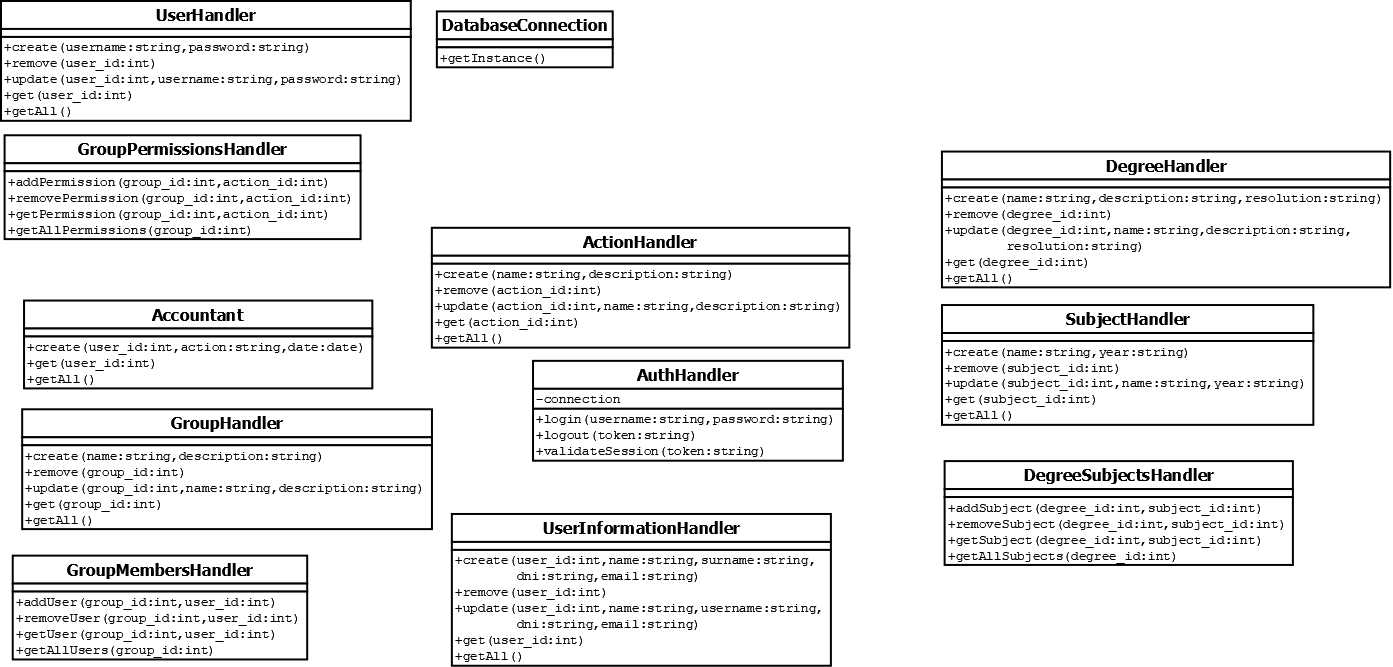 UserHandler
+create(username:string,password:string)
+remove(user_id:int)
+update(user_id:int,username:string,password:string)
+get(user_id:int)
+getAll()
DatabaseConnection
+getInstance()
GroupPermissionsHandler
+addPermission(group_id:int,action_id:int)
+removePermission(group_id:int,action_id:int)
+getPermission(group_id:int,action_id:int)
+getAllPermissions(group_id:int)
DegreeHandler
+create(name:string,description:string,resolution:string)
+remove(degree_id:int)
+update(degree_id:int,name:string,description:string,
resolution:string)
+get(degree_id:int)
+getAll()
ActionHandler
+create(name:string,description:string)
+remove(action_id:int)
+update(action_id:int,name:string,description:string)
+get(action_id:int)
+getAll()
Accountant
+create(user_id:int,action:string,date:date)
+get(user_id:int)
+getAll()
SubjectHandler
+create(name:string,year:string)
+remove(subject_id:int)
+update(subject_id:int,name:string,year:string)
+get(subject_id:int)
+getAll()
AuthHandler
-connection
+login(username:string,password:string)
+logout(token:string)
+validateSession(token:string)
GroupHandler
+create(name:string,description:string)
+remove(group_id:int)
+update(group_id:int,name:string,description:string)
+get(group_id:int)
+getAll()
DegreeSubjectsHandler
+addSubject(degree_id:int,subject_id:int)
+removeSubject(degree_id:int,subject_id:int)
+getSubject(degree_id:int,subject_id:int)
+getAllSubjects(degree_id:int)
UserInformationHandler
+create(user_id:int,name:string,surname:string,
dni:string,email:string)
+remove(user_id:int)
+update(user_id:int,name:string,username:string,
dni:string,email:string)
+get(user_id:int)
+getAll()
GroupMembersHandler
+addUser(group_id:int,user_id:int)
+removeUser(group_id:int,user_id:int)
+getUser(group_id:int,user_id:int)
+getAllUsers(group_id:int)